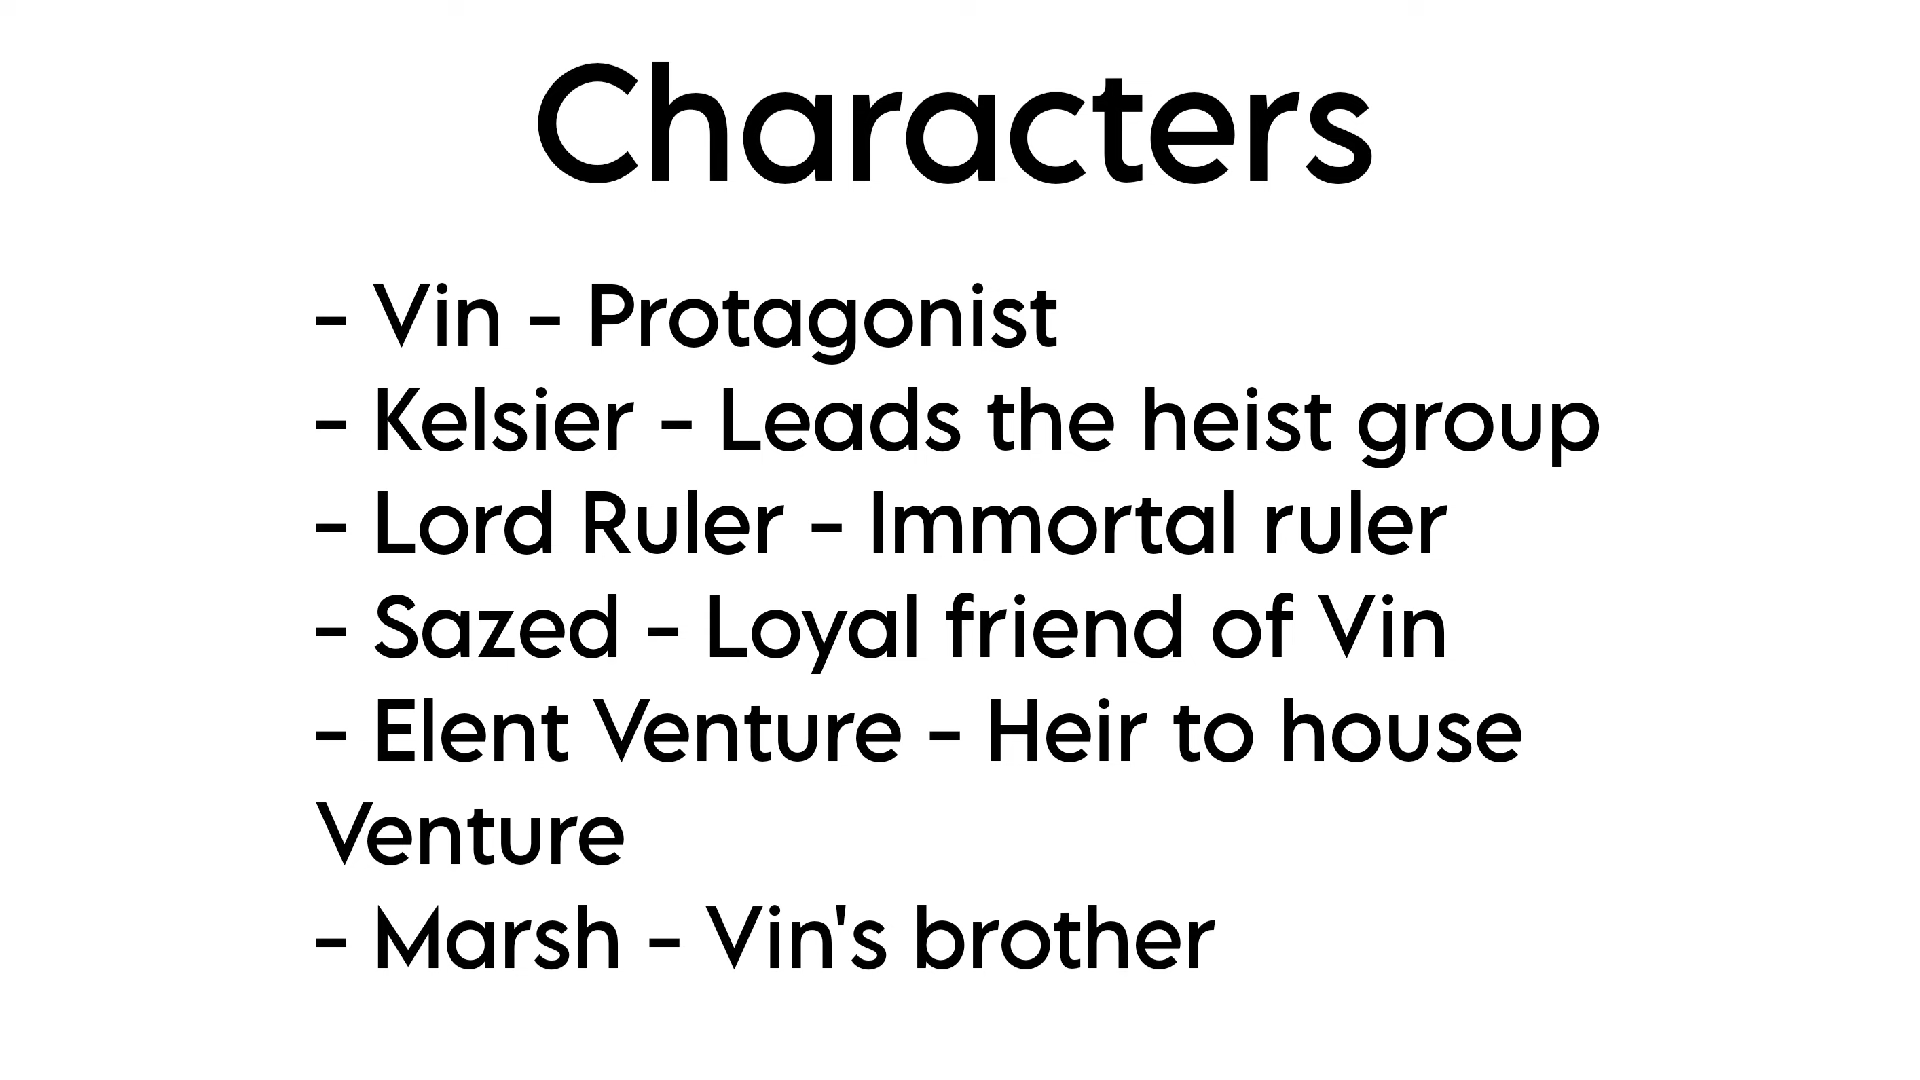 Characters
- Vin - Protagonist
- Kelsier - Leads the heist group
- Lord Ruler - Immortal ruler
- Sazed - Loyal friend of Vin
- Elent Venture - Heir to house
Venture
- Marsh - Vin's brother